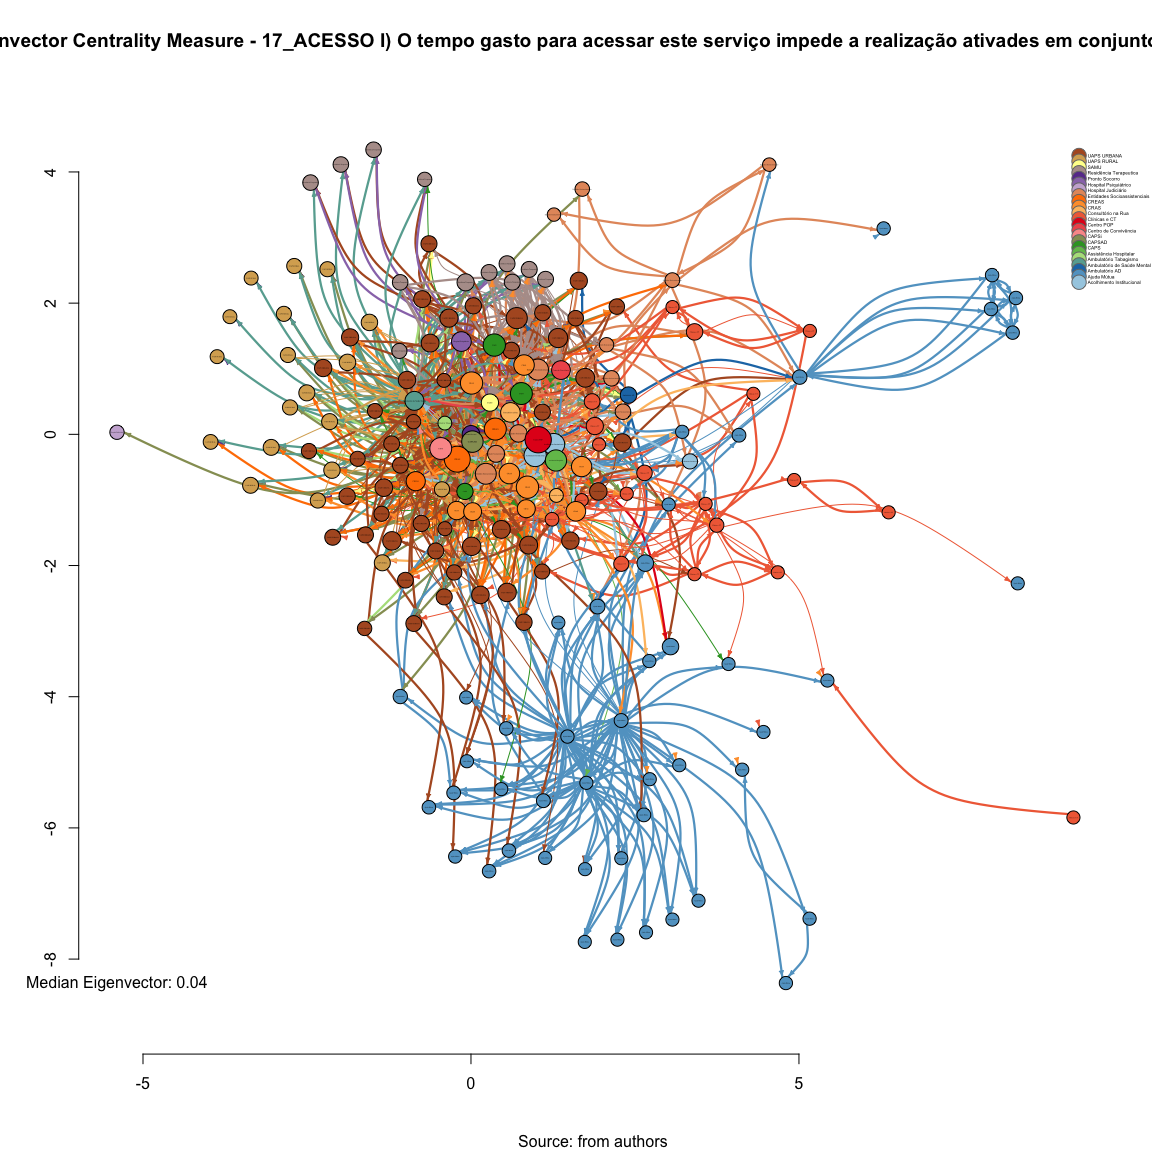 nvector Centrality Measure - 17_ACESSO I) O tempo gasto para acessar este serviço impede a realização ativades em conjunto
4
2
0
-2
-4
-6
-8
UAPS URBANA
UAPS RURAL
SAMU
Residência Terapeutica
Pronto Socorro
Hospital Psiquiátrico
Hospital Judiciário
Entidades Socioassistenciais
CREAS
CRAS
Consultório na Rua
Clínicas e CT
Centro POP
Centro de Convivência
CAPSi
CAPSAD
CAPS
Assistência Hospitalar
Ambulatório Tabagismo
Ambulatório de Saúde Mental
Ambulatório AD
Ajuda Mútua
Acolhimento Institucional
Median Eigenvector: 0.04
-5
0
5
Source: from authors